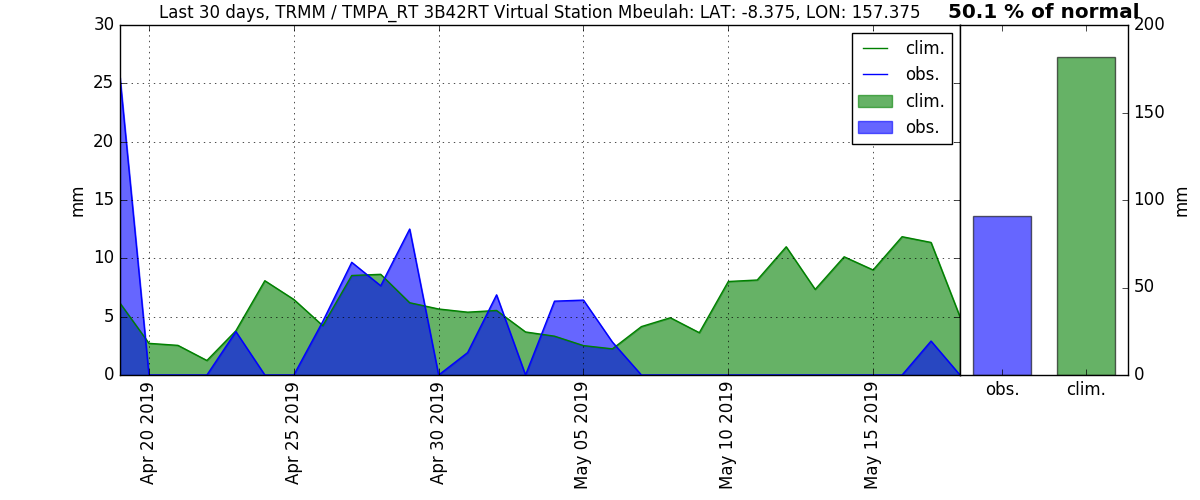 Last 30 days, TRMM / TMPA_RT 3B42RT Virtual Station Mbeulah: LAT: -8.375, LON: 157.375
50.1 % of normal
30
25
20
15
10
5
0
mm
clim.
obs.
clim.
obs.
Apr 20 2019
Apr 25 2019
Apr 30 2019
May 05 2019
May 10 2019
May 15 2019
200
150
100
50
0
mm
obs.
clim.